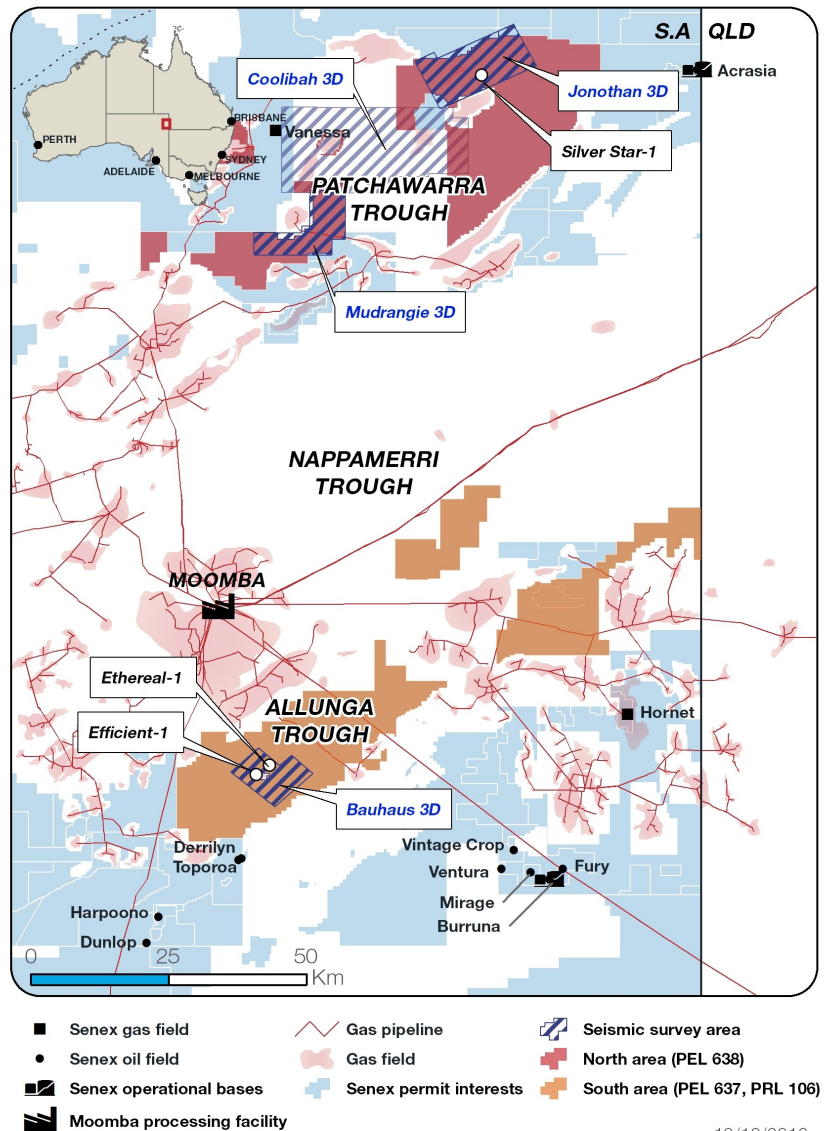 S.A QLD
Acrasia
Coolibah 3D
Jonothan 3D
BRISBANE
Vanessa
PERTH
SYDNEY
ADELAIDE
MELBOURNE
Silver Star-1
PATCHAWARRA
TROUGH
Mudrangie 3D
NAPPAMERRI
TROUGH
MOOMBA
Ethereal-1
ALLUNGA
TROUGH
Hornet
Efficient-1
Bauhaus 3D
Derrilyn
Toporoa
Vintage Crop
Ventura
Fury
Mirage
Burruna
Harpoono
Dunlop
0 25 50
Km
Senex gas field
Gas pipeline
Seismic survey area
Senex oil field
Gas field
North area (PEL 638)
Senex operational bases
Senex permit interests
South area (PEL 637, PRL 106)
Moomba processing facility